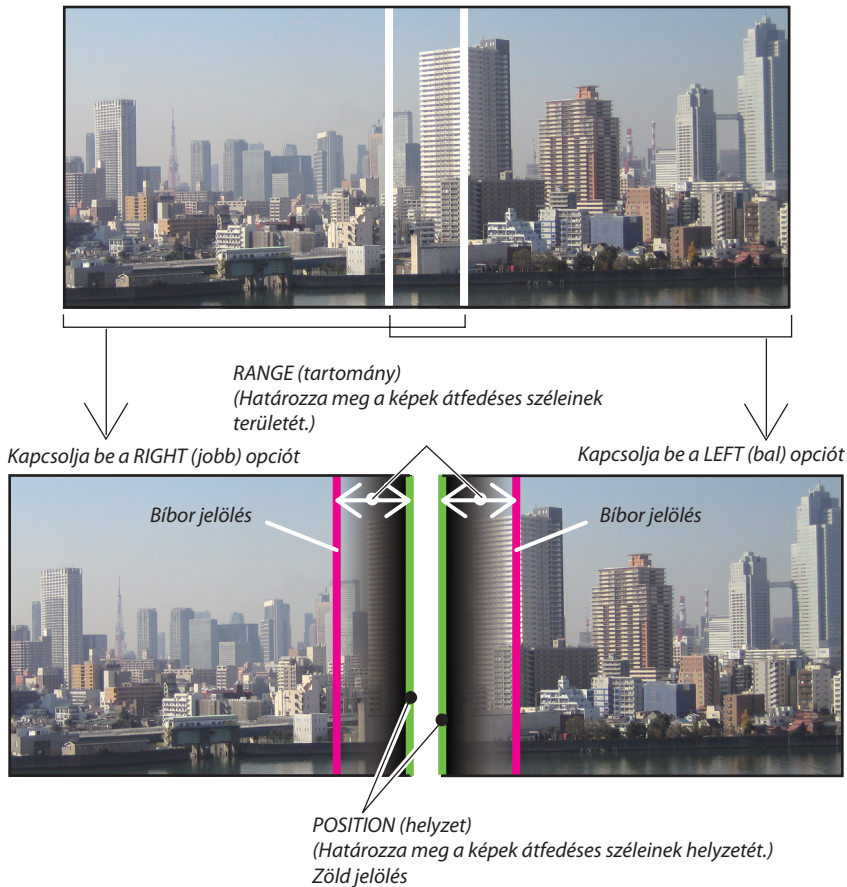 RANGE (tartomány)
(Határozza meg a képek átfedéses széleinek
területét.)
Kapcsolja be a RIGHT (jobb) opciót
Kapcsolja be a LEFT (bal) opciót
Bíbor jelölés
Bíbor jelölés
POSITION (helyzet)
(Határozza meg a képek átfedéses széleinek helyzetét.)
Zöld jelölés